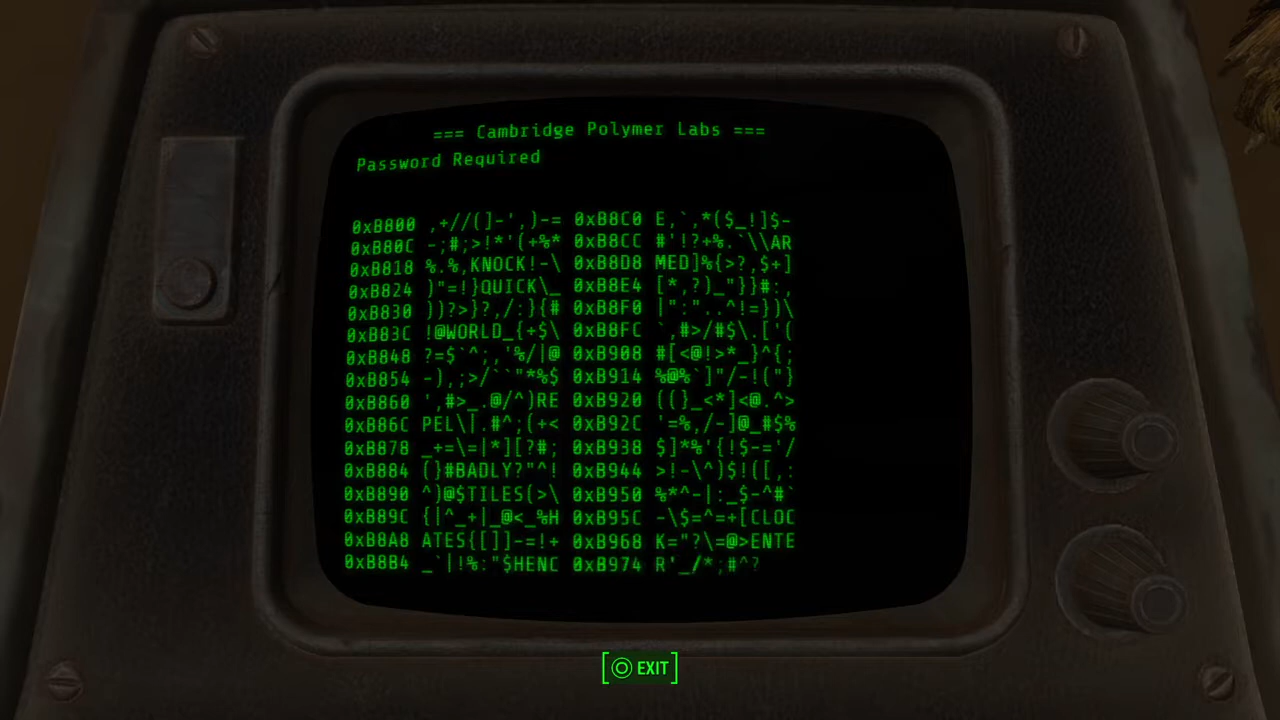 === Cambridge Polymer Labs ===
Password Required
0xB800 ,+//(]-',)-= 0xB8C0 E,`,*($_!]$-
0xB80C -;#;>!*'(+%* 0xB8CC #'!?+%.`\\AR
0xB818 %.%,KNOCK!-\ 0xB8D8 MED]%{>?,$+]
0xB824 )"=!}QUICK\_ 0xB8E4 [*,?)_"}}#:,
0xB830 ))?>}?,/:}{# 0xB8F0 |":"..^!=})\
0xB83C !@WORLD_{+$\ 0xB8FC `,#>/#$\.['(
0xB848 ?=$`^;,'%/|@ 0xB908 #[<@!>*_}^{;
0xB854 -),;>/``"*%$ 0xB914 %@%`]"/-!("}
0xB860 ',#>_.@/^)RE 0xB920 ((}_<*]<@.^>
0xB86C PEL\|.#^;(+< 0xB92C '=%,/-]@_#$%
0xB878 _+=\=|*][?#; 0xB938 $]*%'{!$-='/
0xB884 (}#BADLY?"^! 0xB944 >!-\^)$!([,:
0xB890 ^)@$TILES(>\ 0xB950 %*^-|:_$-^#`
0xB89C {|^_+|_@<_%H 0xB95C -\$=^=+[CLOC
0xB8A8 ATES{[]]-=!+ 0xB968 K="?\=@>ENTE
0xB8B4 _`|!%:"$HENC 0xB974 R'_/*;#^?
EXIT